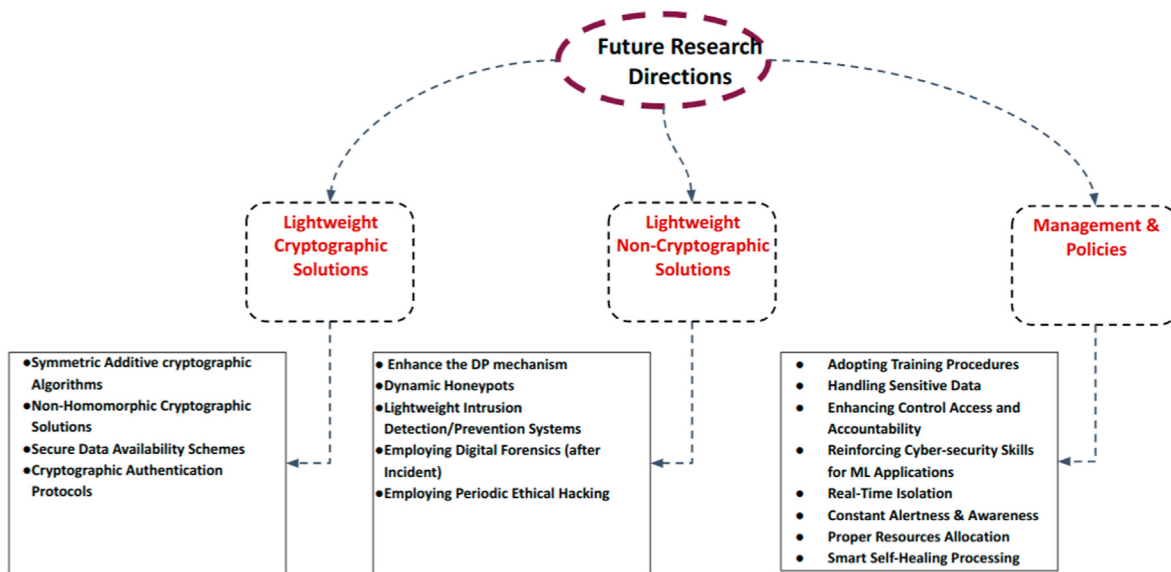 Future Research
Directions
Lightweight
Cryptographic
Solutions
Lightweight
Non-Cryptographic
Solutions
Management &
Policies
●Symmetric Additive cryptographic
Algorithms
●Non-Homomorphic Cryptographic
Solutions
●Secure Data Availability Schemes
●Cryptographic Authentication
Protocols
● Enhance the DP mechanism
●Dynamic Honeypots
●Lightweight Intrusion
Detection/Prevention Systems
●Employing Digital Forensics (after
Incident)
●Employing Periodic Ethical Hacking
● Adopting Training Procedures
● Handling Sensitive Data
● Enhancing Control Access and
Accountability
● Reinforcing Cyber-security Skills
for ML Applications
● Real-Time Isolation
● Constant Alertness & Awareness
● Proper Resources Allocation
● Smart Self-Healing Processing